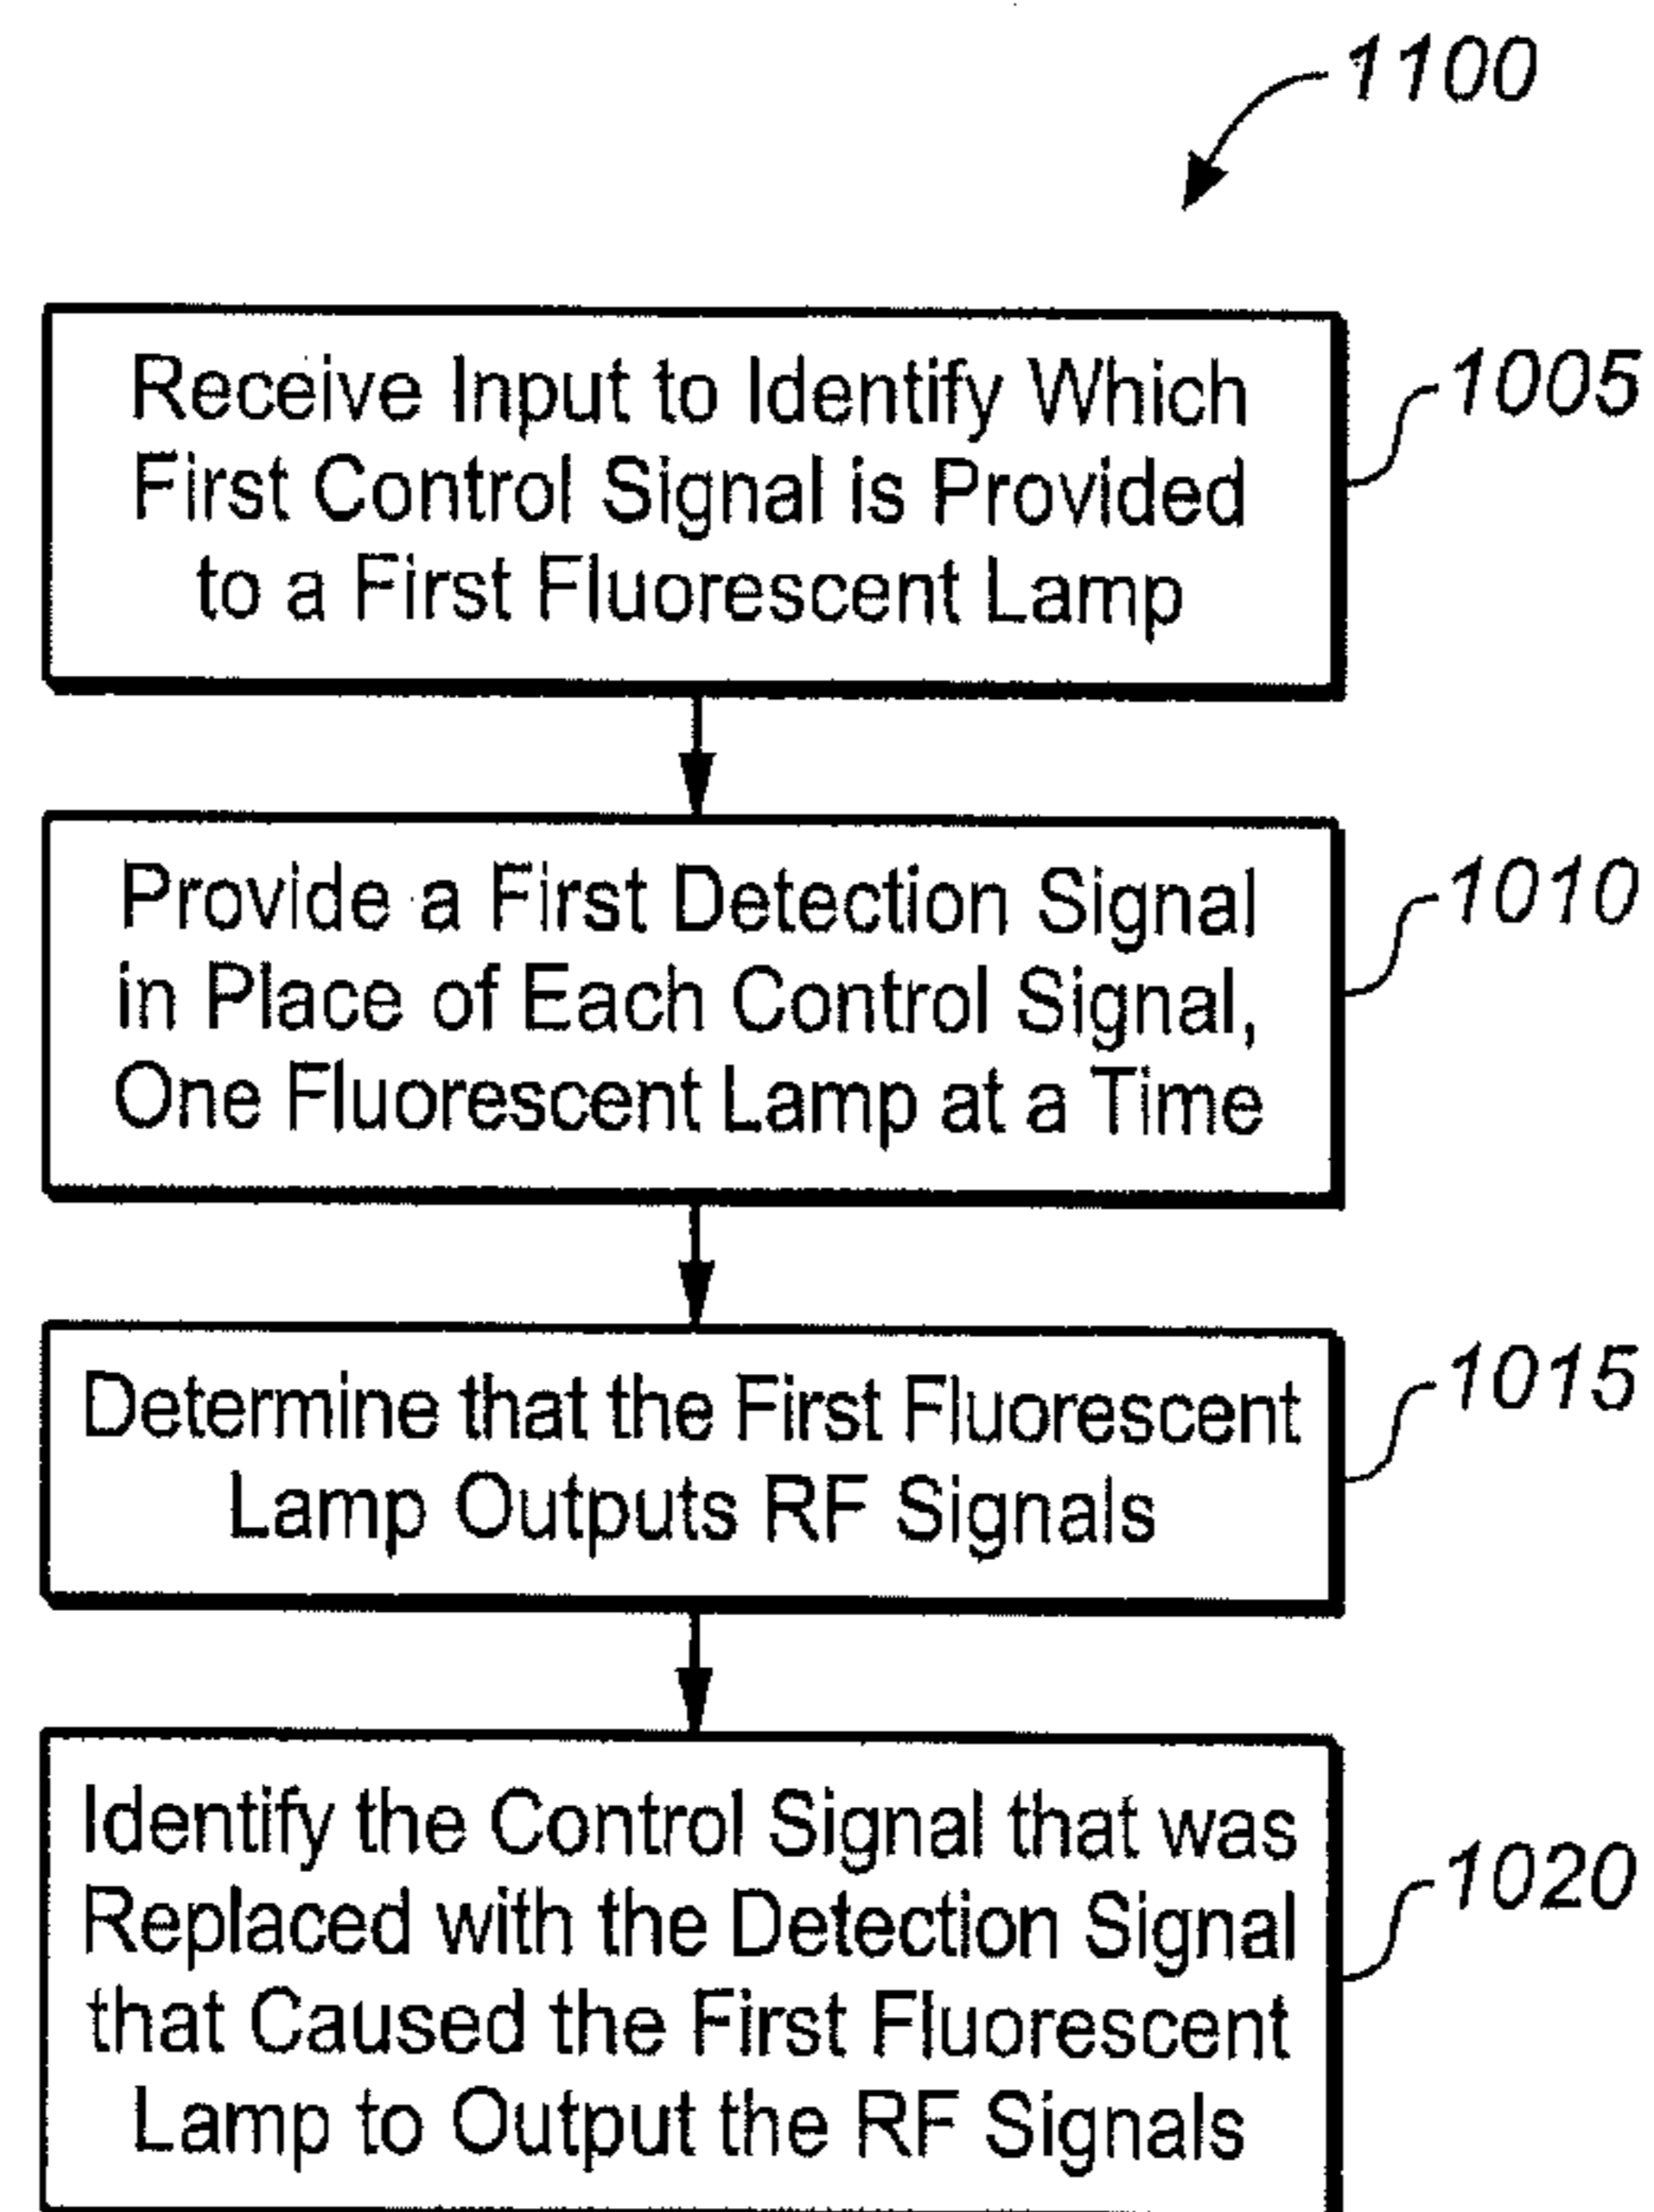 1100
Receive Input to Identify Which
First Control Signal is Provided
to a First Fluorescent Lamp
1005
Provide a First Detection Signal
in Place of Each Control Signal,
One Fluorescent Lamp at a Time
1010
Determine that the First Fluorescent
Lamp Outputs RF Signals
1015
Identify the Control Signal that was
Replaced with the Detection Signal
that Caused the First Fluorescent
Lamp to Output the RF Signals
1020